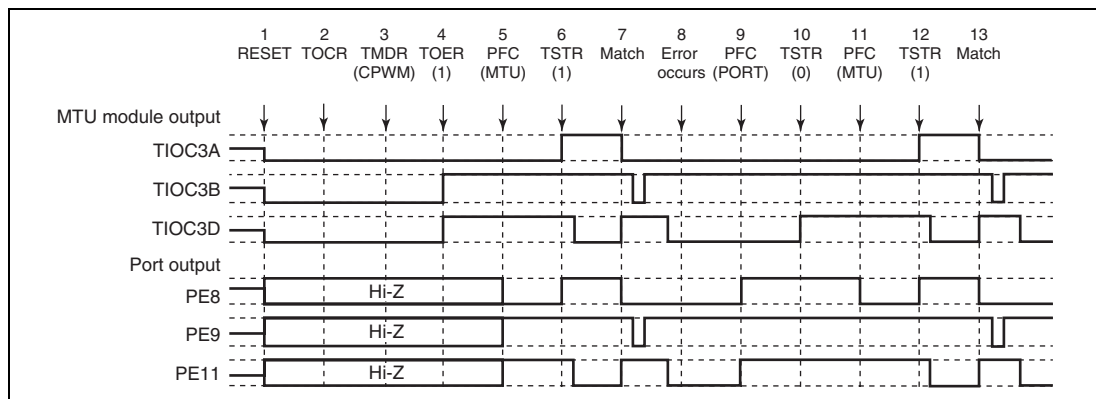 1 2 3 4 5 6 7 8 9 10 11 12 13
RESET TOCR TMDR TOER PFC TSTR Match Error PFC TSTR PFC TSTR Match
(CPWM) (1) (MTU) (1) occurs (PORT) (0) (MTU) (1)
MTU module output
TIOC3A
TIOC3B
TIOC3D
Port output
PE8 Hi-Z
PE9 Hi-Z
PE11 Hi-Z